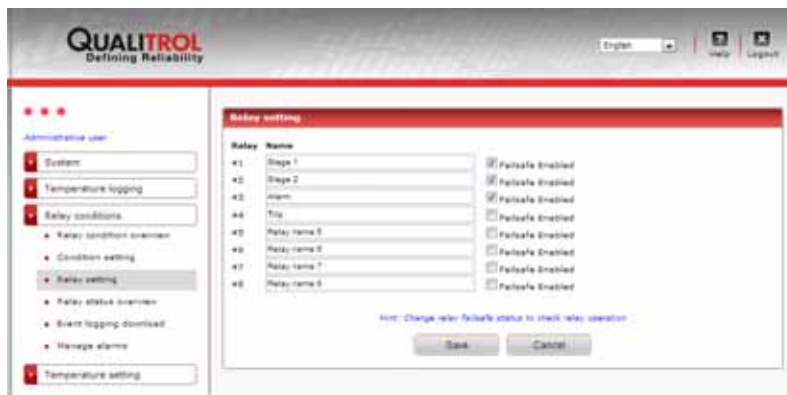 QUALITROL
Defining Reliability
English
Help
Logout
Administrative user
System
Temperature logging
Relay conditions
Relay condition overview
Condition setting
Relay setting
Relay status overview
Event logging download
Manage alarms
Temperature setting
Relay setting
Relay Name
#1 Stage 1 Failsafe Enabled
#2 Stage 2 Failsafe Enabled
#3 Alarm Failsafe Enabled
#4 Trip Failsafe Enabled
#5 Relay name 5 Failsafe Enabled
#6 Relay name 6 Failsafe Enabled
#7 Relay name 7 Failsafe Enabled
#8 Relay name 8 Failsafe Enabled
Hint: Change relay failsafe status to check relay operation
Save Cancel